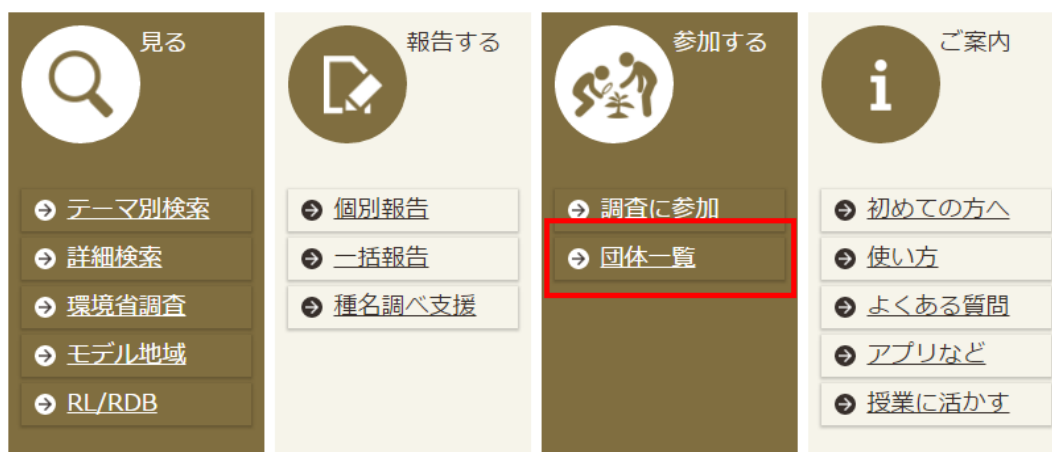 見る
テーマ別検索
詳細検索
環境省調査
モデル地域
RL/RDB
報告する
個別報告
一括報告
種名調べ支援
参加する
調査に参加
団体一覧
ご案内
初めての方へ
使い方
よくある質問
アプリなど
授業に活かす